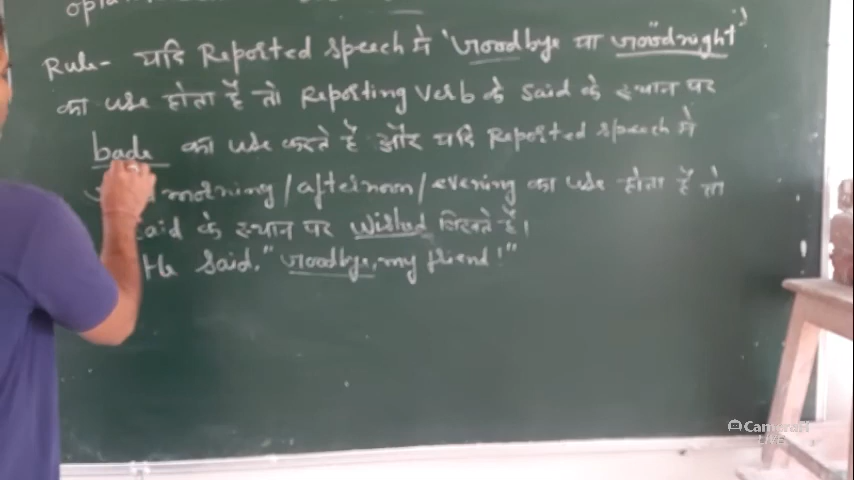 Rule- यदि Reported speech मे "Goodbye या Goodnight"
का use होता है तो Reporting verb के said के स्थान पर
bade का use करते है और यदि Reported speech मे
morning/afternoon/evening का use होता है तो
said के स्थान पर wished लिखते है।
He said, "Goodbye, my friend!"
CameraFi
LIVE